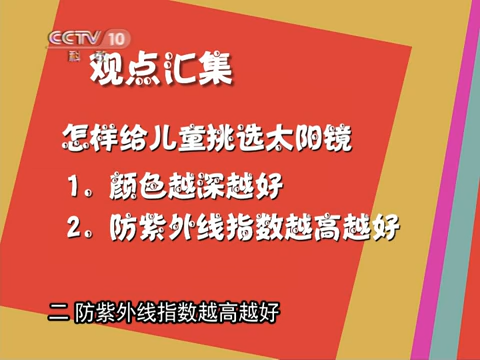 CCTV 10
科教
观点汇集
怎样给儿童挑选太阳镜
1。颜色越深越好
2。防紫外线指数越高越好
二 防紫外线指数越高越好